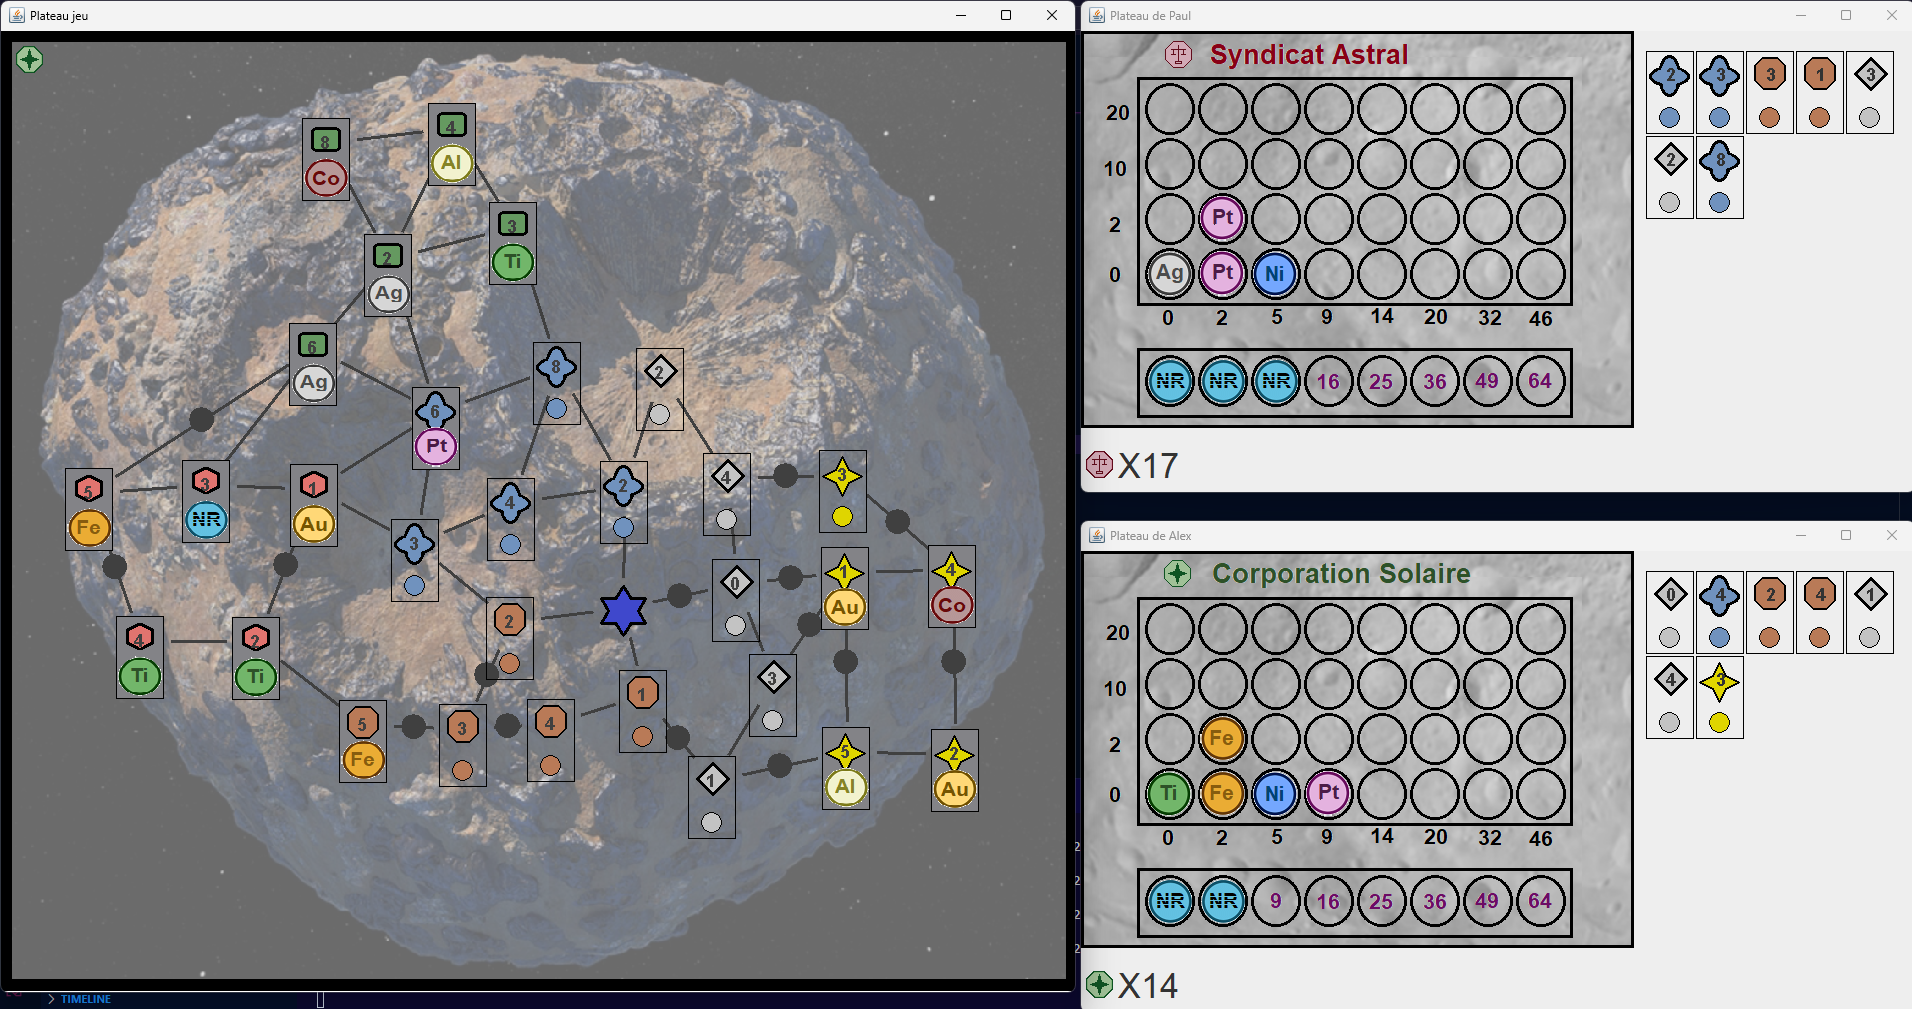 Plateau jeu
8
Co
4
Al
3
Ti
2
Ag
6
Ag
8
2
6
Pt
5
Fe
3
NR
1
Au
4
2
4
3
3
0
1
Au
4
Co
2
4
Ti
2
Ti
1
3
5
Fe
3
4
1
5
Al
2
Au
TIMELINE
Plateau de Paul
Syndicat Astral
20
10
2
Pt
0
Ag
Pt
Ni
0 2 5 9 14 20 32 46
NR NR NR 16 25 36 49 64
X17
2 3 3 1 3
2 8
Plateau de Alex
Corporation Solaire
20
10
2
Fe
0
Ti
Fe
Ni
Pt
0 2 5 9 14 20 32 46
NR NR 9 16 25 36 49 64
X14
0 4 2 4 1
4 3
2
2
2
2